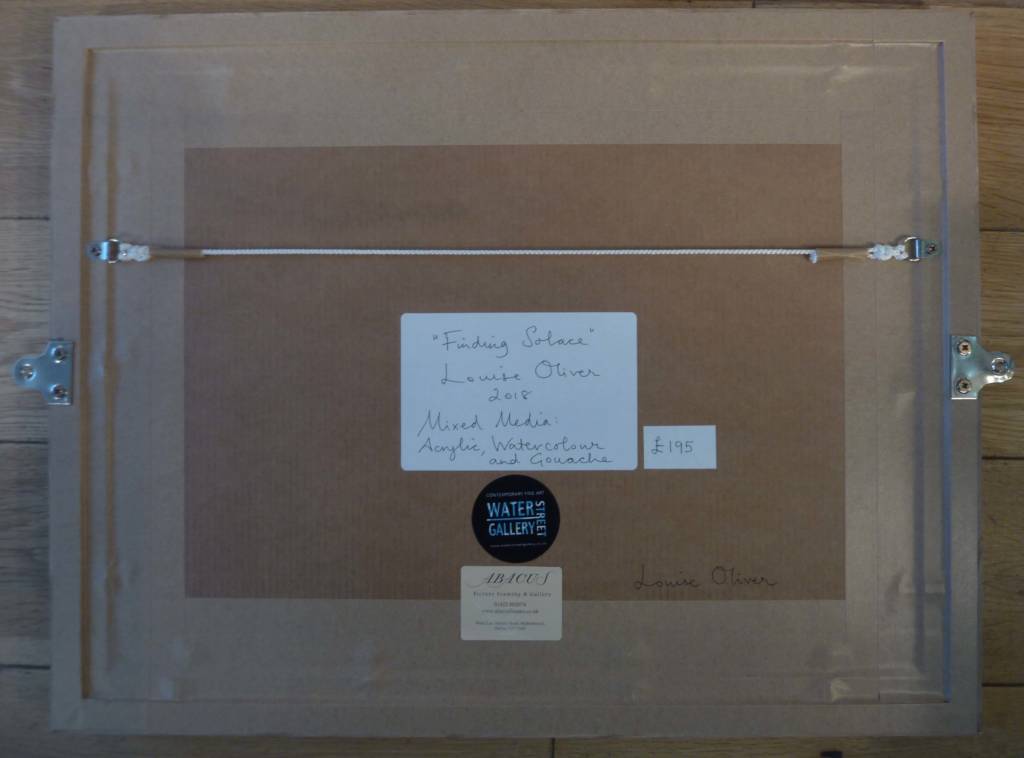 "Finding Solace"
Louise Oliver
2018
Mixed Media:
Acrylic, Watercolour
and Gouache
£195
CONTEMPORARY FINE ART
WATER STREET
GALLERY
ABACUS
Picture Framing & Gallery
Louise Oliver